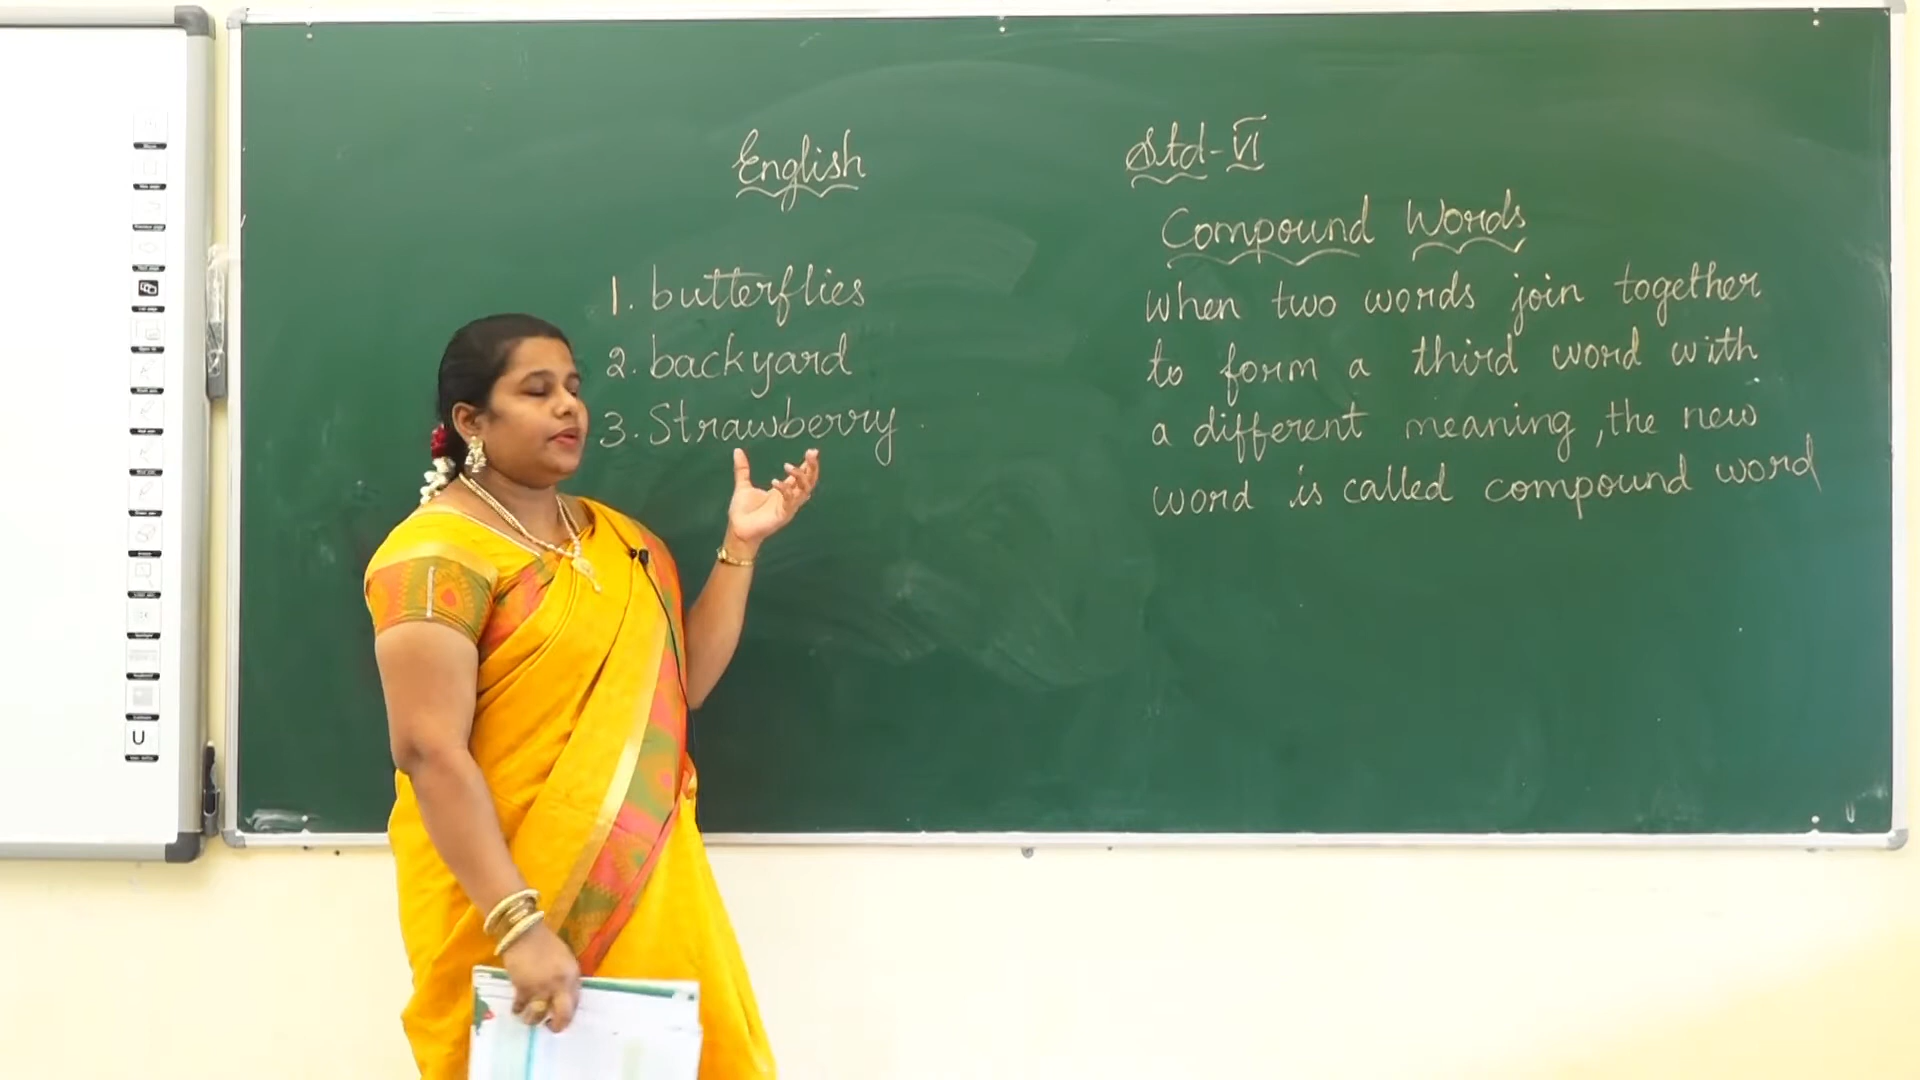 English
Std-VI
1. butterflies
2. backyard
3. Strawberry
Compound Words
when two words join together
to form a third word with
a different meaning, the new
word is called compound word